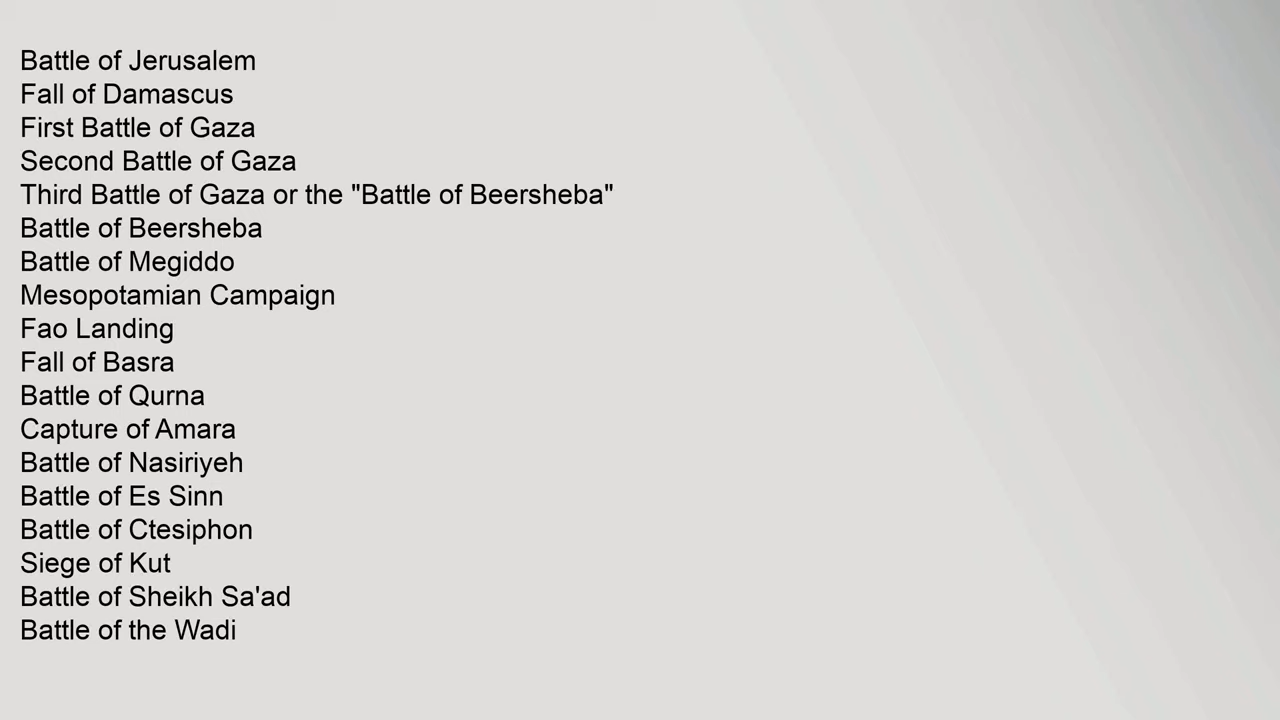 Battle of Jerusalem
Fall of Damascus
First Battle of Gaza
Second Battle of Gaza
Third Battle of Gaza or the "Battle of Beersheba"
Battle of Beersheba
Battle of Megiddo
Mesopotamian Campaign
Fao Landing
Fall of Basra
Battle of Qurna
Capture of Amara
Battle of Nasiriyeh
Battle of Es Sinn
Battle of Ctesiphon
Siege of Kut
Battle of Sheikh Sa'ad
Battle of the Wadi